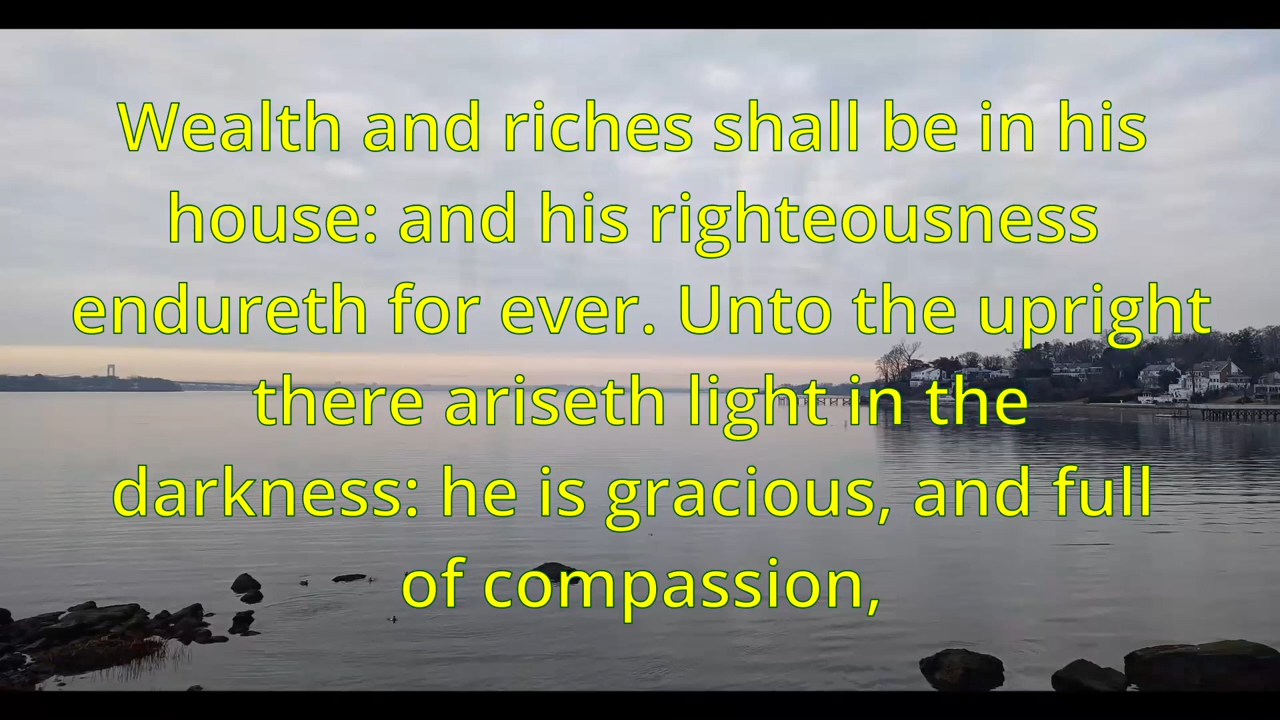 Wealth and riches shall be in his
house: and his righteousness
endureth for ever. Unto the upright
there ariseth light in the
darkness: he is gracious, and full
of compassion,